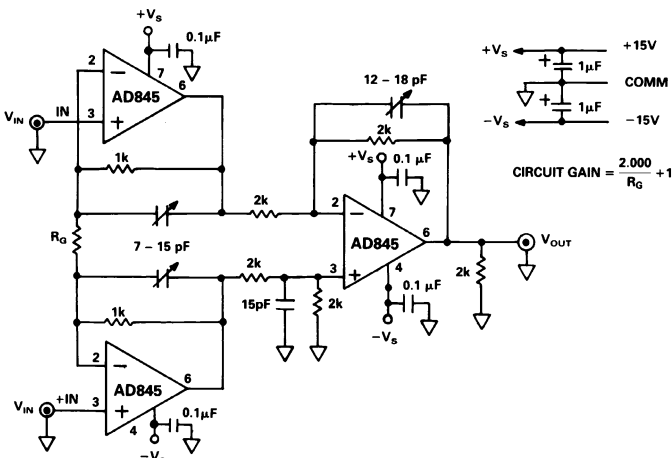 +VS
0.1µF
2
7
6
AD845
VIN
IN
3
1k
RG
7 – 15 pF
1k
2
6
AD845
VIN
+IN
3
4
0.1µF
–VS
12 – 18 pF
2k
+VS
0.1 µF
2k
2
7
6
AD845
VOUT
2k
3
4
15pF
2k
0.1 µF
–VS
2k
+VS
+15V
1µF
COMM
1µF
–VS
–15V
CIRCUIT GAIN = 2.000 / RG + 1